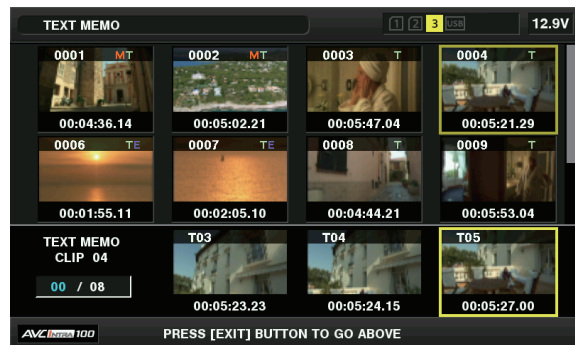 TEXT MEMO 1 2 3 USB 12.9V
0001 MT 0002 MT 0003 T 0004 T
00:04:36.14 00:05:02.21 00:05:47.04 00:05:21.29
0006 TE 0007 TE 0008 T 0009 T
00:01:55.11 00:02:05.10 00:04:44.21 00:05:53.04
TEXT MEMO
CLIP 04
00 / 08
T03 T04 T05
00:05:23.23 00:05:24.15 00:05:27.00
AVC INTRA 100 PRESS [EXIT] BUTTON TO GO ABOVE